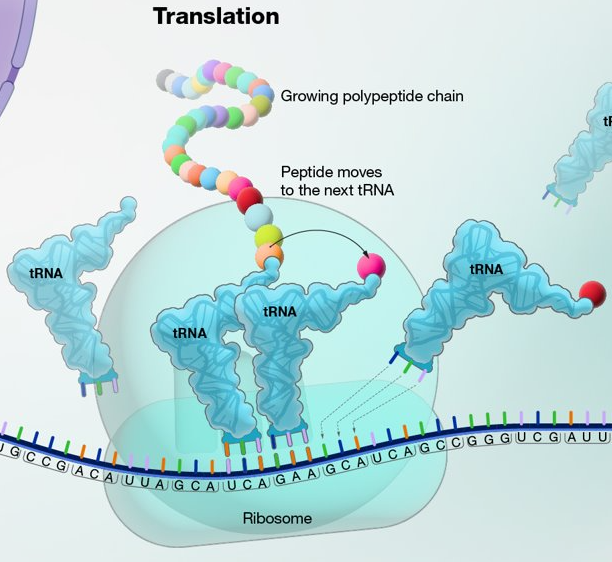 Translation
Growing polypeptide chain
Peptide moves
to the next tRNA
tRNA
tRNA
tRNA
tRNA
U G C C G A C A U U A G C A U C A G A A G C A U C A G C C G G G U C G A U U
Ribosome